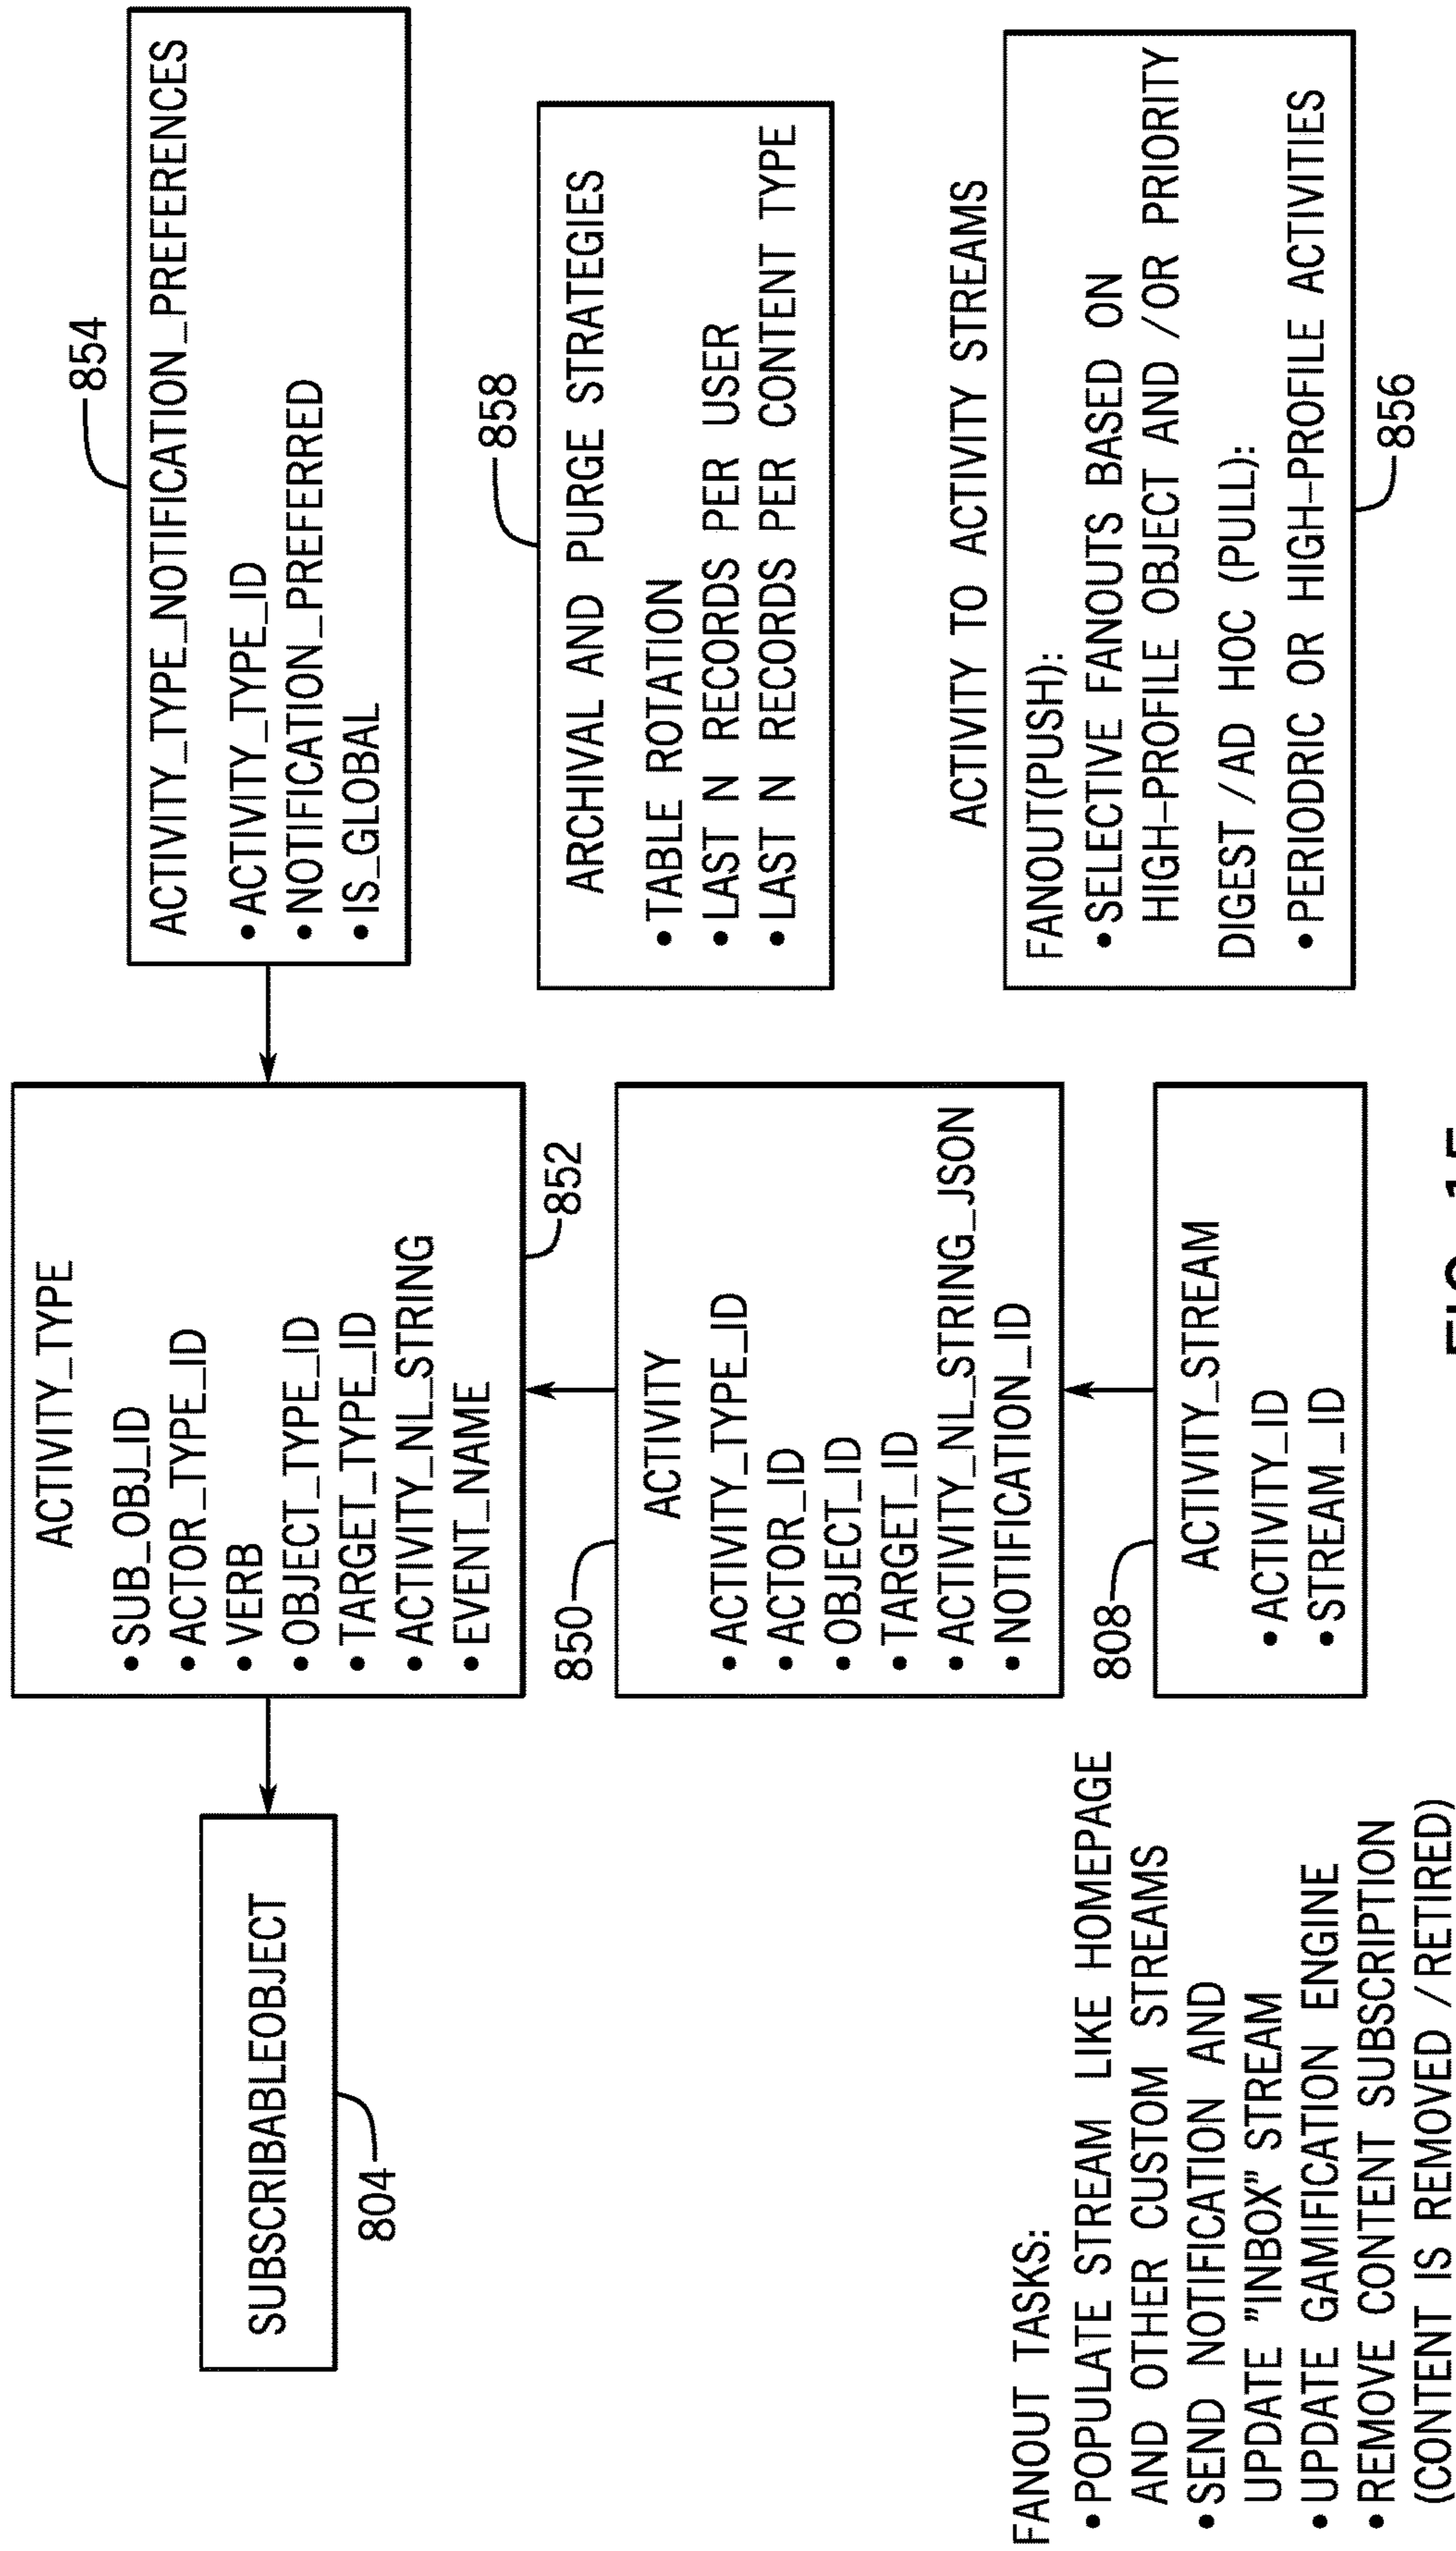 SUBSCRIBABLEOBJECT
804
ACTIVITY_TYPE
•SUB_OBJ_ID
•ACTOR_TYPE_ID
•VERB
•OBJECT_TYPE_ID
•TARGET_TYPE_ID
•ACTIVITY_NL_STRING
•EVENT_NAME
852
ACTIVITY_TYPE_NOTIFICATION_PREFERENCES
•ACTIVITY_TYPE_ID
•NOTIFICATION_PREFERRED
•IS_GLOBAL
854
850
ACTIVITY
•ACTIVITY_TYPE_ID
•ACTOR_ID
•OBJECT_ID
•TARGET_ID
•ACTIVITY_NL_STRING_JSON
•NOTIFICATION_ID
858
ARCHIVAL AND PURGE STRATEGIES
•TABLE ROTATION
•LAST N RECORDS PER USER
•LAST N RECORDS PER CONTENT TYPE
FANOUT TASKS:
•POPULATE STREAM LIKE HOMEPAGE
AND OTHER CUSTOM STREAMS
•SEND NOTIFICATION AND
UPDATE "INBOX" STREAM
•UPDATE GAMIFICATION ENGINE
•REMOVE CONTENT SUBSCRIPTION
(CONTENT IS REMOVED /RETIRED)
808
ACTIVITY_STREAM
•ACTIVITY_ID
•STREAM_ID
ACTIVITY TO ACTIVITY STREAMS
FANOUT(PUSH):
•SELECTIVE FANOUTS BASED ON
HIGH-PROFILE OBJECT AND /OR PRIORITY
DIGEST /AD HOC (PULL):
•PERIODRIC OR HIGH-PROFILE ACTIVITIES
856